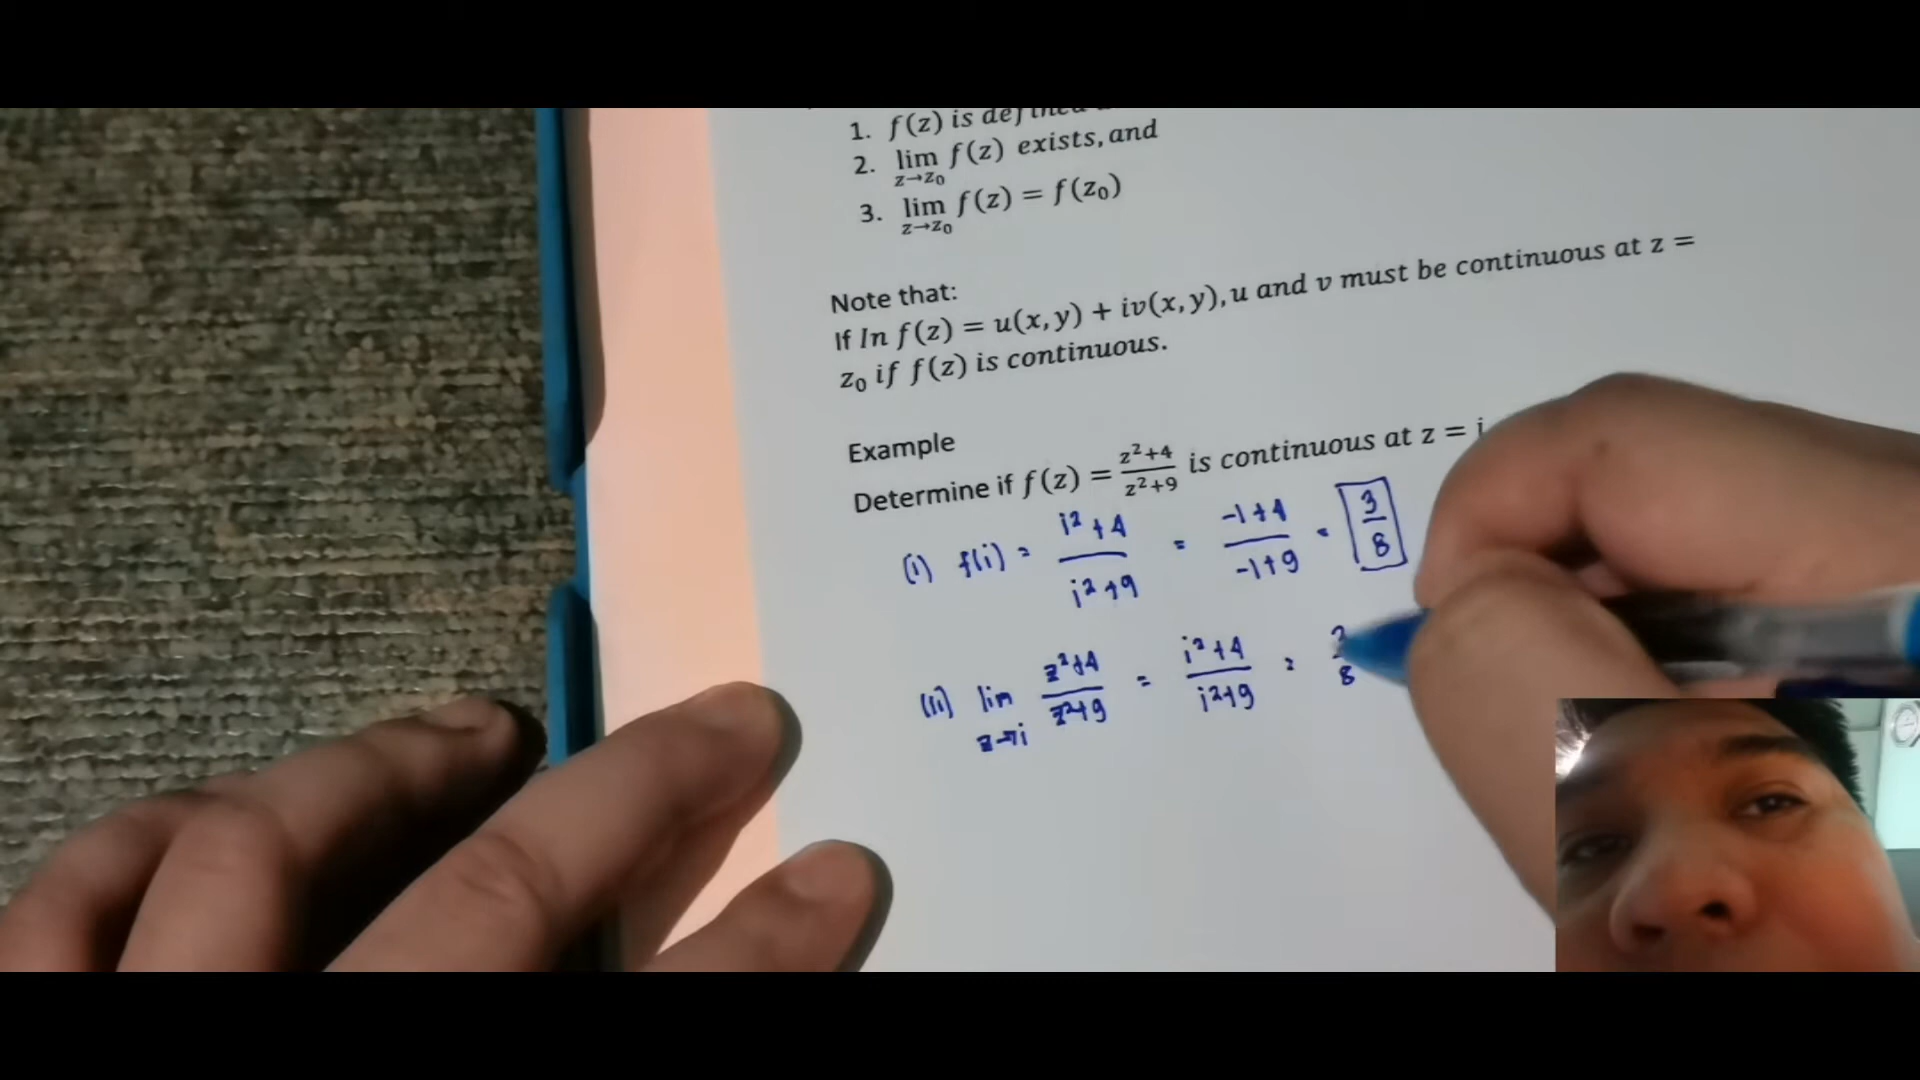 1. f(z) is defined
2. lim f(z) exists, and
z→z₀
3. lim f(z) = f(z₀)
z→z₀
Note that:
If In f(z) = u(x, y) + iv(x, y), u and v must be continuous at z =
z₀ if f(z) is continuous.
Example
Determine if f(z) = z²+4/z²+9 is continuous at z = i
(i) f(i) = i²+4/i²+9 = -1+4/-1+9 = 3/8
(ii) lim z²+4/z²+9 = i²+4/i²+9 = 3/8
z→i